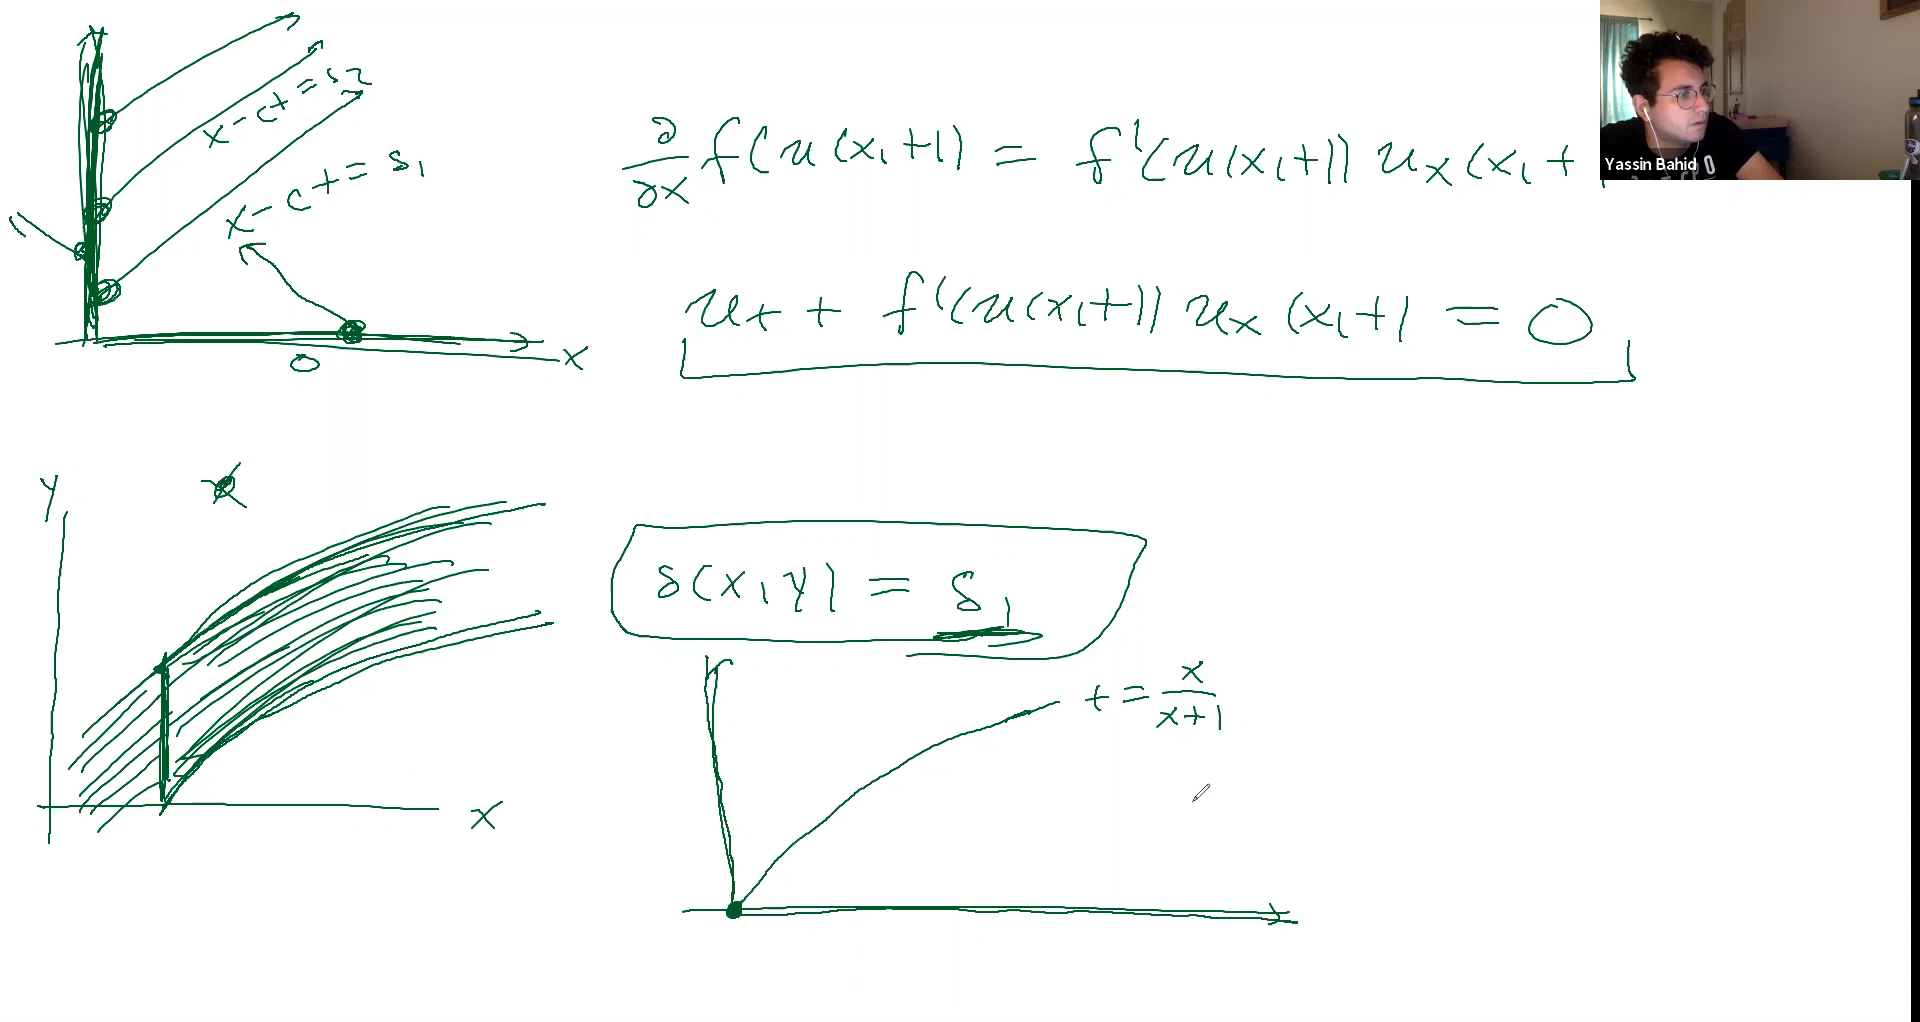 x - ct = s2
x - ct = s1
0
x
∂/∂x f(u(x,t)) = f'(u(x,t)) ux(x,t
Yassin Bahid
ut + f'(u(x,t)) ux(x,t) = 0
y
x
s(x,y) = s1
t = x/(x+1)